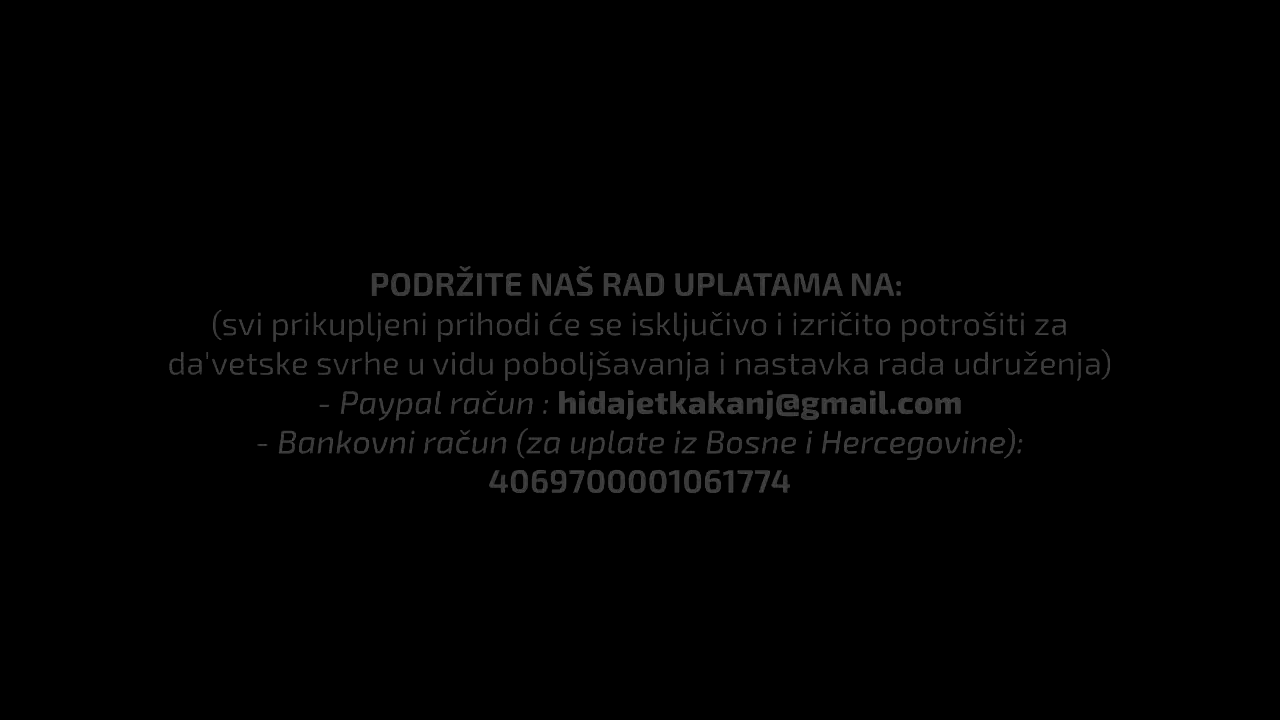 PODRŽITE NAŠ RAD UPLATAMA NA:
(svi prikupljeni prihodi će se isključivo i izričito potrošiti za
da'vetske svrhe u vidu poboljšavanja i nastavka rada udruženja)
- Paypal račun : hidajetkakanj@gmail.com
- Bankovni račun (za uplate iz Bosne i Hercegovine):
4069700001061774